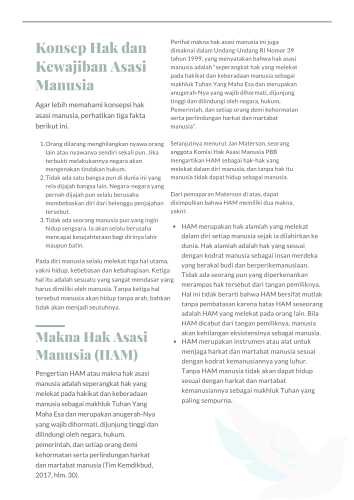 Konsep Hak dan
Kewajiban Asasi
Manusia
Agar lebih memahami konsepsi hak
asasi manusia, perhatikan tiga fakta
berikut ini.
1. Orang dilarang menghilangkan nyawa orang
lain atau nyawanya sendiri sekali pun. Jika
terbukti melakukannya negara akan
mengenakan tindakan hukum.
2. Tidak ada satu bangsa pun di dunia ini yang
rela dijajah bangsa lain. Negara-negara yang
pernah dijajah pun selalu berusaha
membebaskan diri dari belenggu penjajahan
tersebut.
3. Tidak ada seorang manusia pun yang ingin
hidup sengsara. Ia akan selalu berusaha
mencapai kesejahteraan bagi dirinya lahir
maupun batin.
Pada diri manusia selalu melekat tiga hal utama,
yakni hidup, kebebasan dan kebahagiaan. Ketiga
hal itu adalah sesuatu yang sangat mendasar yang
harus dimiliki oleh manusia. Tanpa ketiga hal
tersebut manusia akan hidup tanpa arah, bahkan
tidak akan menjadi seutuhnya.
Makna Hak Asasi
Manusia (HAM)
Pengertian HAM atau makna hak asasi
manusia adalah seperangkat hak yang
melekat pada hakikat dan keberadaan
manusia sebagai makhluk Tuhan Yang
Maha Esa dan merupakan anugerah-Nya
yang wajib dihormati, dijunjung tinggi dan
dilindungi oleh negara, hukum,
pemerintah, dan setiap orang demi
kehormatan serta perlindungan harkat
dan martabat manusia (Tim Kemdikbud,
2017, hlm, 30).
Perihal makna hak asasi manusia ini juga
dimaknai dalam Undang-Undang RI Nomor 39
tahun 1999, yang menyatakan bahwa hak asasi
manusia adalah "seperangkat hak yang melekat
pada hakikat dan keberadaan manusia sebagai
makhluk Tuhan Yang Maha Esa dan merupakan
anugerah-Nya yang wajib dihormati, dijunjung
tinggi dan dilindungi oleh negara, hukum,
Pemerintah, dan setiap orang demi kehormatan
serta perlindungan harkat dan martabat
manusia".
Selanjutnya menurut Jan Materson, seorang
anggota Komisi Hak Asasi Manusia PBB
mengartikan HAM sebagai hak-hak yang
melekat dalam diri manusia, dan tanpa hak itu
manusia tidak dapat hidup sebagai manusia.
Dari pemaparan Materson di atas, dapat
disimpulkan bahwa HAM memiliki dua makna,
yakni:
• HAM merupakan hak alamiah yang melekat
dalam diri setiap manusia sejak ia dilahirkan ke
dunia. Hak alamiah adalah hak yang sesuai
dengan kodrat manusia sebagai insan merdeka
yang berakal budi dan berperikemanusiaan.
Tidak ada seorang pun yang diperkenankan
merampas hak tersebut dari tangan pemiliknya.
Hal ini tidak berarti bahwa HAM bersifat mutlak
tanpa pembatasan karena batas HAM seseorang
adalah HAM yang melekat pada orang lain. Bila
HAM dicabut dari tangan pemiliknya, manusia
akan kehilangan eksistensinya sebagai manusia.
• HAM merupakan instrumen atau alat untuk
menjaga harkat dan martabat manusia sesuai
dengan kodrat kemanusiannya yang luhur.
Tanpa HAM manusia tidak akan dapat hidup
sesuai dengan harkat dan martabat
kemanusiannya sebagai makhluk Tuhan yang
paling sempurna.